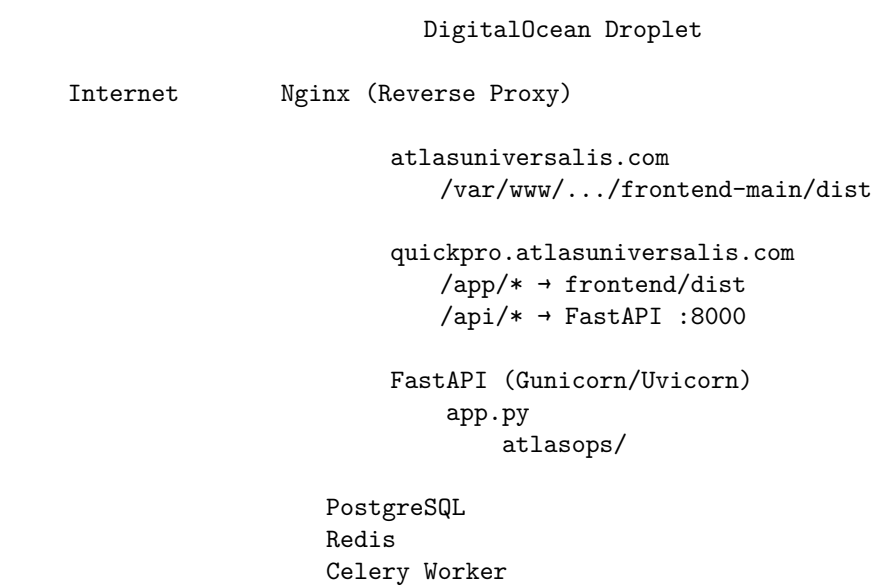 DigitalOcean Droplet
Internet Nginx (Reverse Proxy)
atlasuniversalis.com
/var/www/.../frontend-main/dist
quickpro.atlasuniversalis.com
/app/* → frontend/dist
/api/* → FastAPI :8000
FastAPI (Gunicorn/Uvicorn)
app.py
atlasops/
PostgreSQL
Redis
Celery Worker